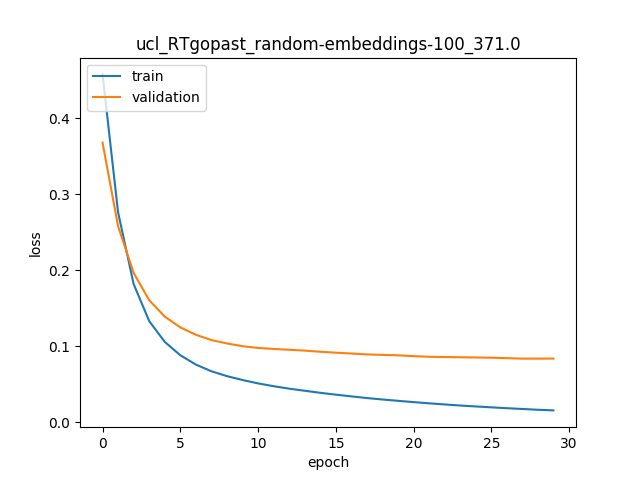 ucl_RTgopast_random-embeddings-100_371.0
train
validation
0.4
0.3
0.2
0.1
0.0
loss
0 5 10 15 20 25 30
epoch